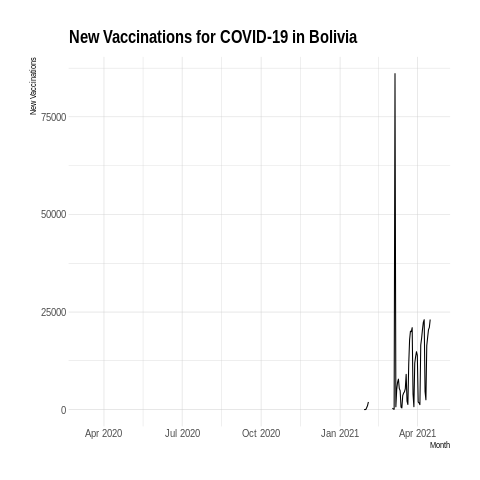 New Vaccinations for COVID-19 in Bolivia
New Vaccinations
75000
50000
25000
0
Apr 2020 Jul 2020 Oct 2020 Jan 2021 Apr 2021
Month